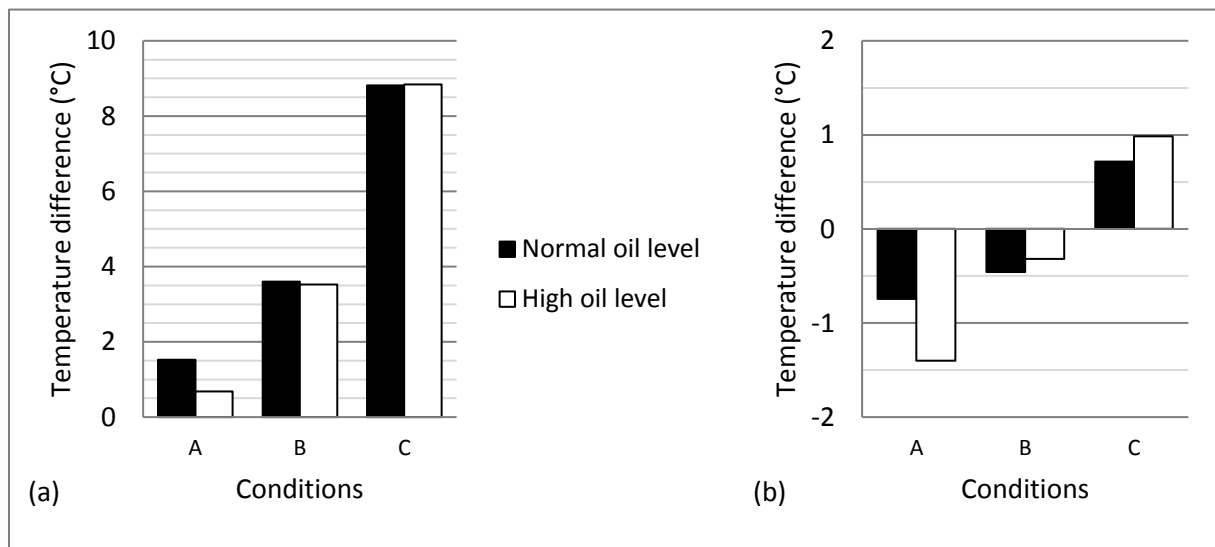 Temperature difference (°C)
10
8
6
4
2
0
A B C
Conditions
(a)
Normal oil level
High oil level
Temperature difference (°C)
2
1
0
-1
-2
A B C
Conditions
(b)